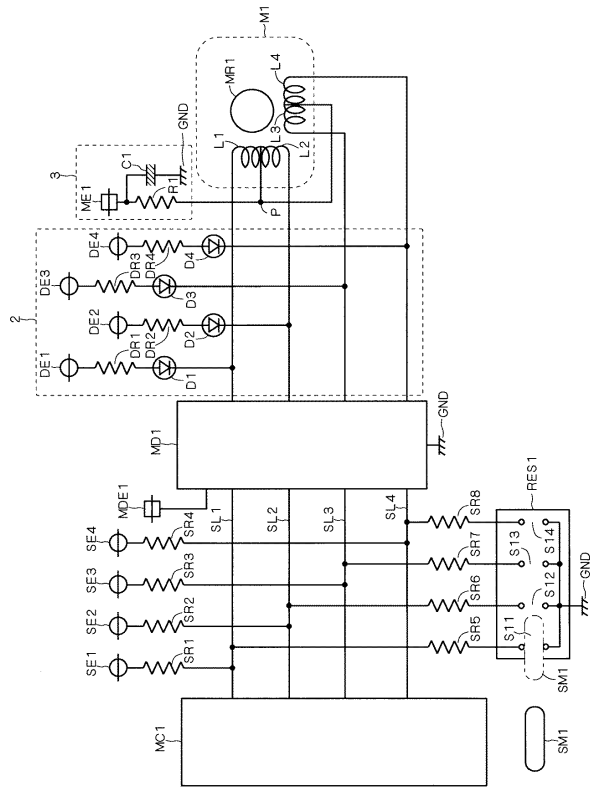 M1
MR1
L4
L3
L1
L2
GND
C1
R1
ME1
3
P
DE4
DE3
DE2
DE1
DR4
DR3
DR2
DR1
D4
D3
D2
D1
2
MD1
GND
MDE1
SL1
SL2
SL3
SL4
SE4
SE3
SE2
SE1
SR4
SR3
SR2
SR1
SR8
SR7
SR6
SR5
RES1
S14
S13
S12
S11
GND
SM1
SM1
MC1